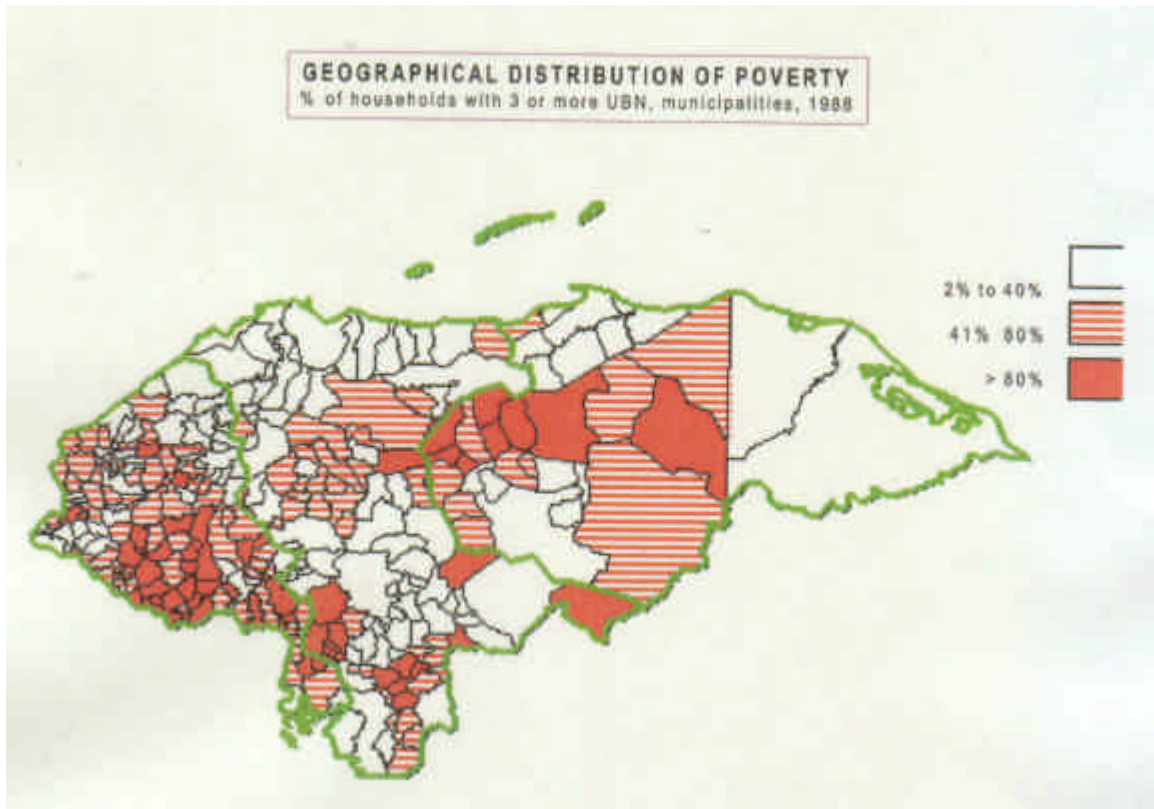 GEOGRAPHICAL DISTRIBUTION OF POVERTY
% of households with 3 or more UBN, municipalities, 1988
2% to 40%
41% 80%
> 80%